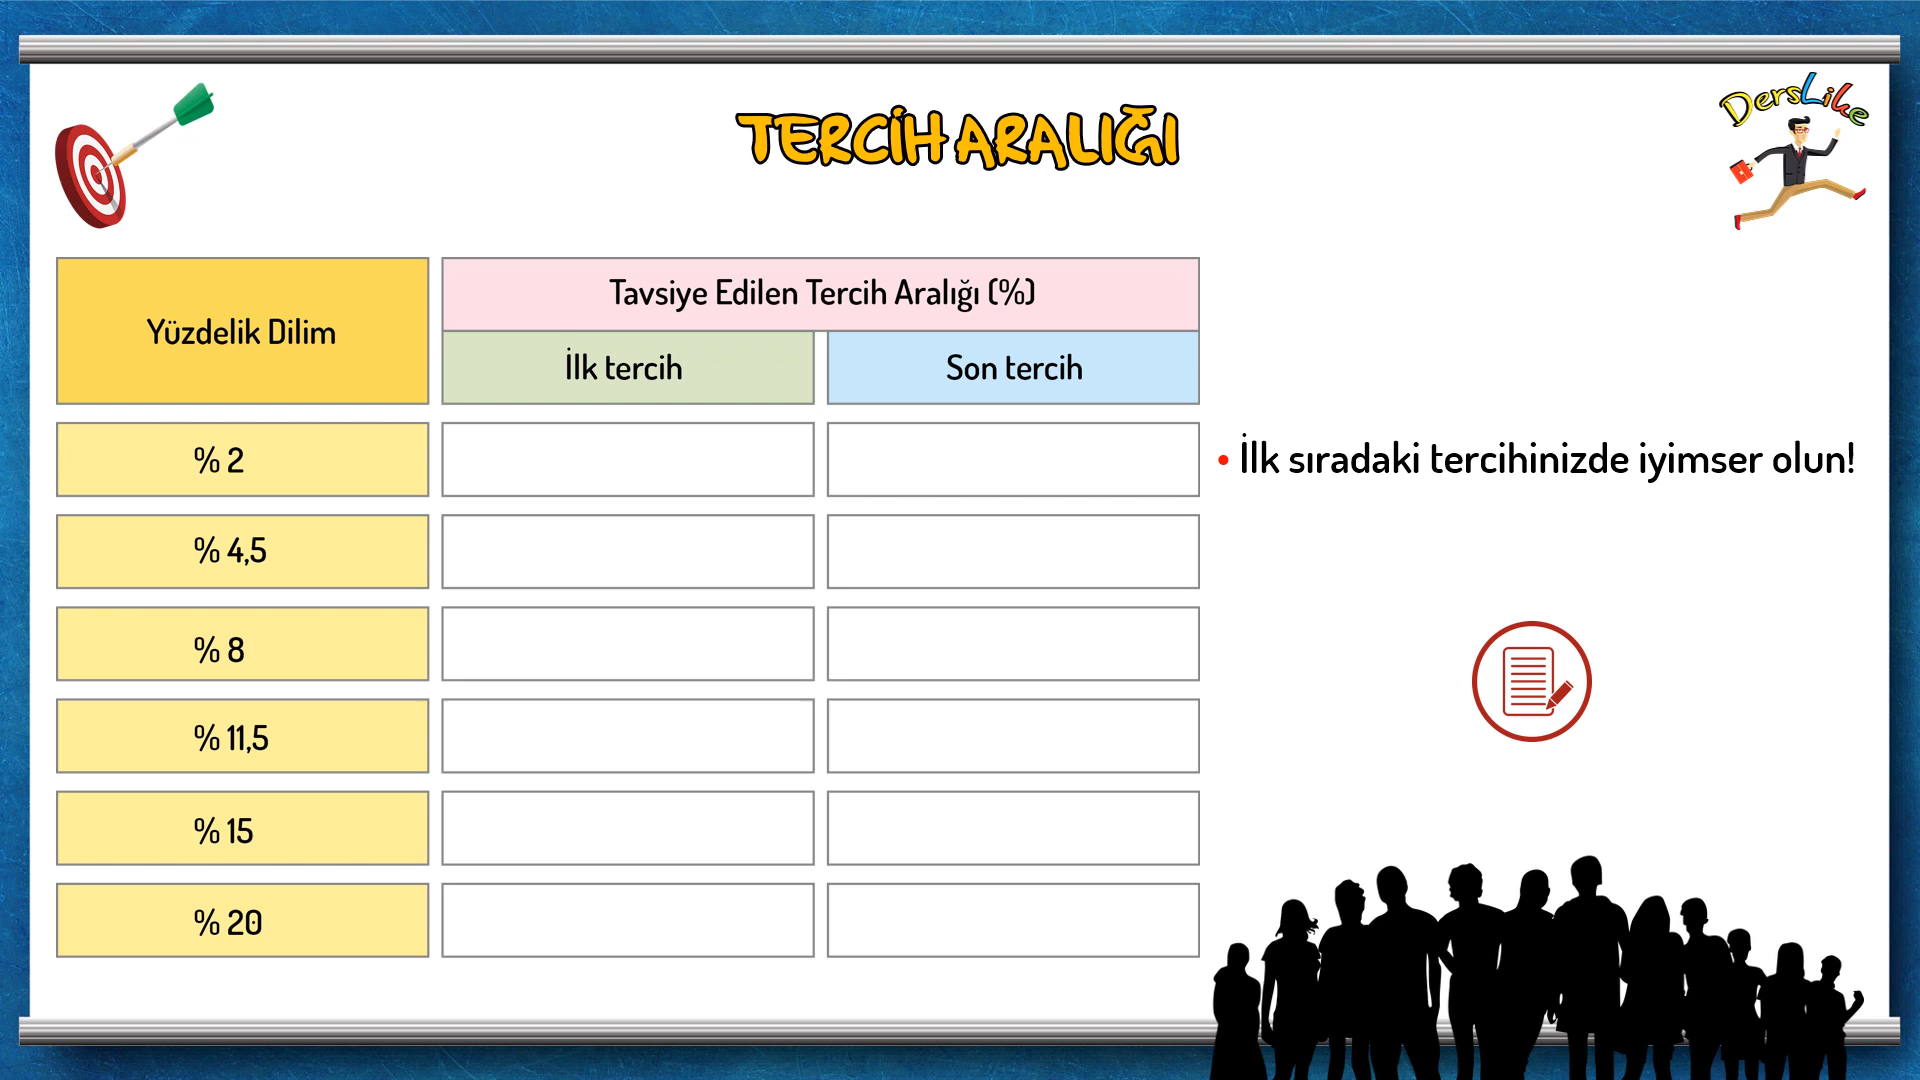 DersLike
TERCİH ARALIĞI
Yüzdelik Dilim
Tavsiye Edilen Tercih Aralığı (%)
İlk tercih
Son tercih
% 2
% 4,5
% 8
% 11,5
% 15
% 20
• İlk sıradaki tercihinizde iyimser olun!